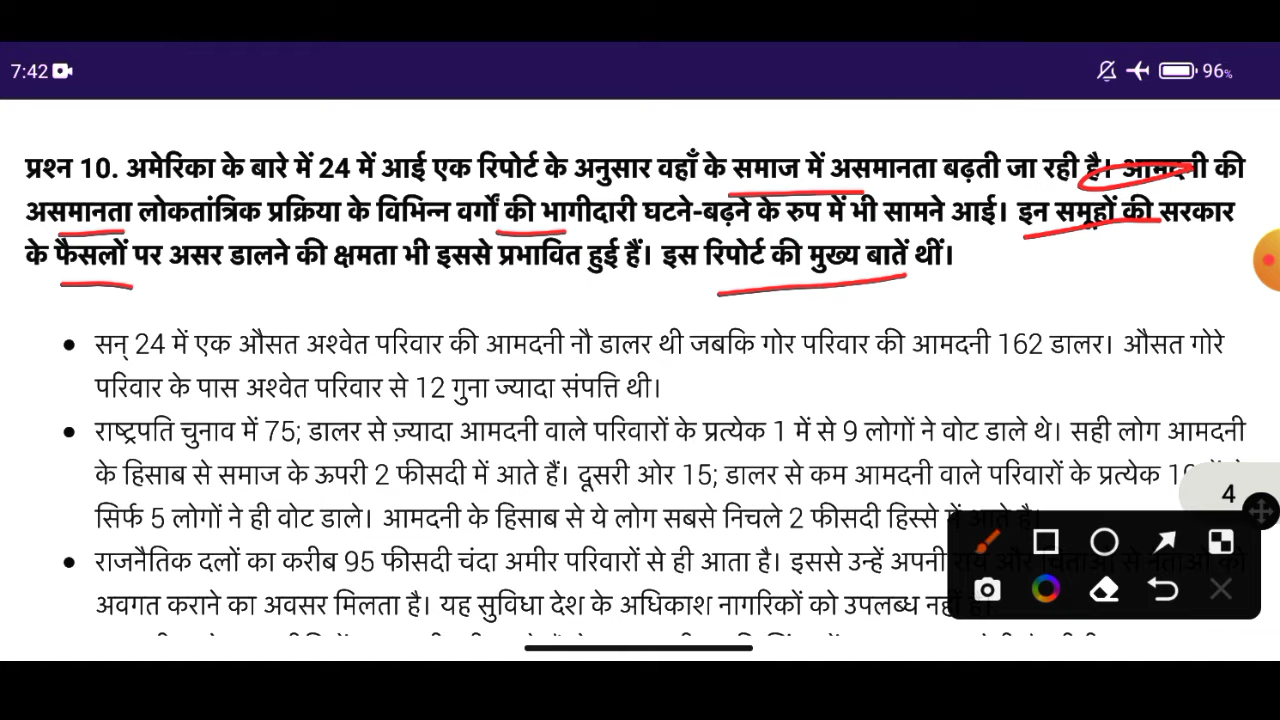 7:42
96%
प्रश्न 10. अमेरिका के बारे में 24 में आई एक रिपोर्ट के अनुसार वहाँ के समाज में असमानता बढ़ती जा रही है। आमदनी की
असमानता लोकतांत्रिक प्रक्रिया के विभिन्न वर्गों की भागीदारी घटने-बढ़ने के रुप में भी सामने आई। इन समूहों की सरकार
के फैसलों पर असर डालने की क्षमता भी इससे प्रभावित हुई हैं। इस रिपोर्ट की मुख्य बातें थीं।
सन् 24 में एक औसत अश्वेत परिवार की आमदनी नौ डालर थी जबकि गोर परिवार की आमदनी 162 डालर। औसत गोरे
परिवार के पास अश्वेत परिवार से 12 गुना ज्यादा संपत्ति थी।
राष्ट्रपति चुनाव में 75; डालर से ज़्यादा आमदनी वाले परिवारों के प्रत्येक 1 में से 9 लोगों ने वोट डाले थे। सही लोग आमदनी
के हिसाब से समाज के ऊपरी 2 फीसदी में आते हैं। दूसरी ओर 15; डालर से कम आमदनी वाले परिवारों के प्रत्येक
4
सिर्फ 5 लोगों ने ही वोट डाले। आमदनी के हिसाब से ये लोग सबसे निचले 2 फीसदी हिस्से में आते है।
राजनैतिक दलों का करीब 95 फीसदी चंदा अमीर परिवारों से ही आता है। इससे उन्हें अपनी राय और चिंताओं से नेताओं को
अवगत कराने का अवसर मिलता है। यह सुविधा देश के अधिकाश नागरिकों को उपलब्ध नहीं है।